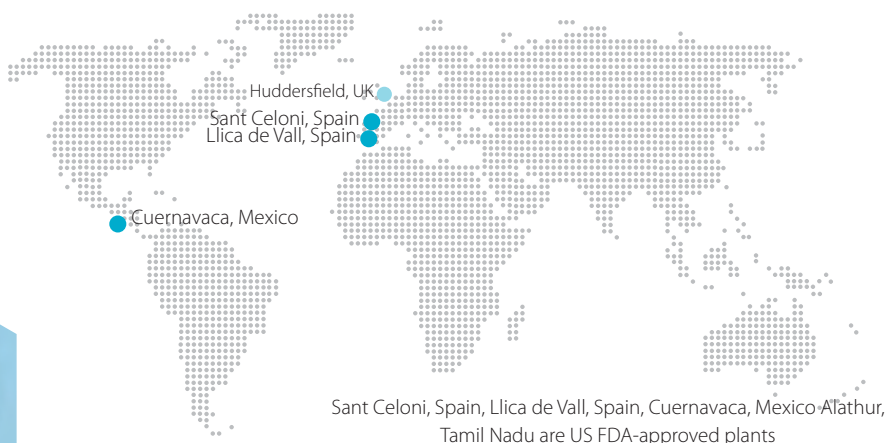 Huddersfield, UK
Sant Celoni, Spain
Llica de Vall, Spain
Cuernavaca, Mexico
Sant Celoni, Spain, Llica de Vall, Spain, Cuernavaca, Mexico Alathur,
Tamil Nadu are US FDA-approved plants